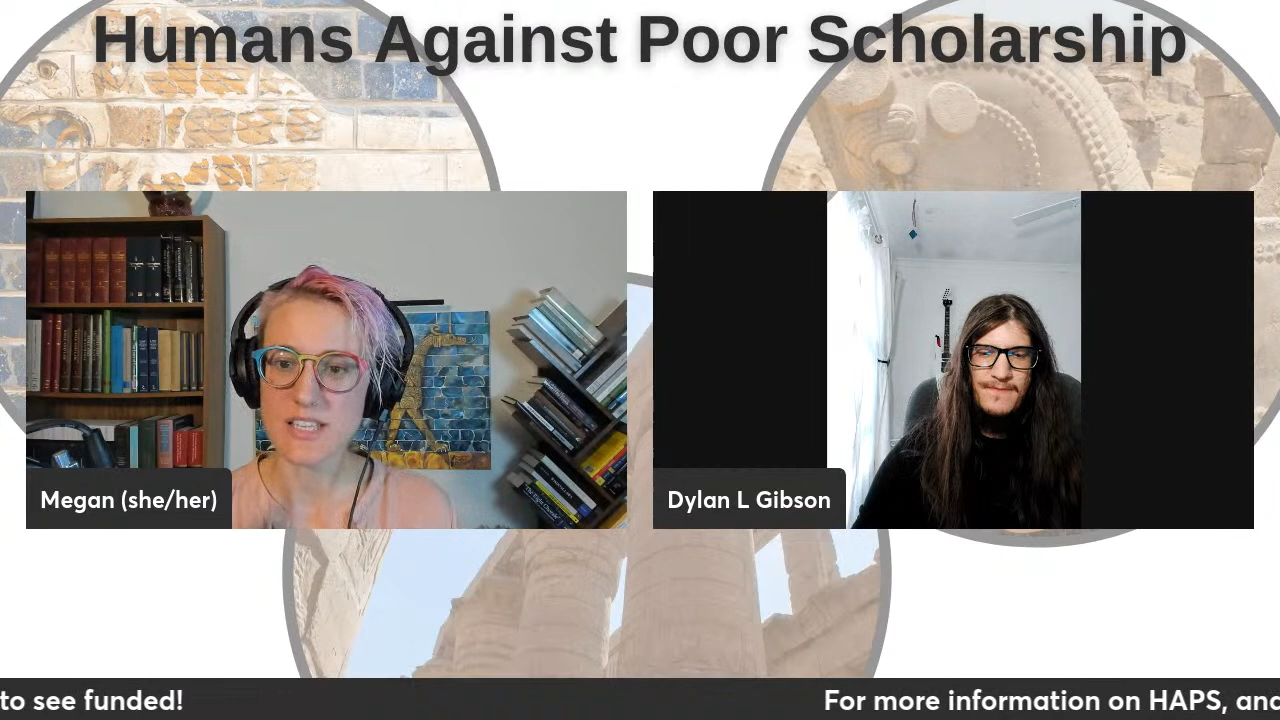 Humans Against Poor Scholarship
Megan (she/her)
Dylan L Gibson
to see funded!
For more information on HAPS, and